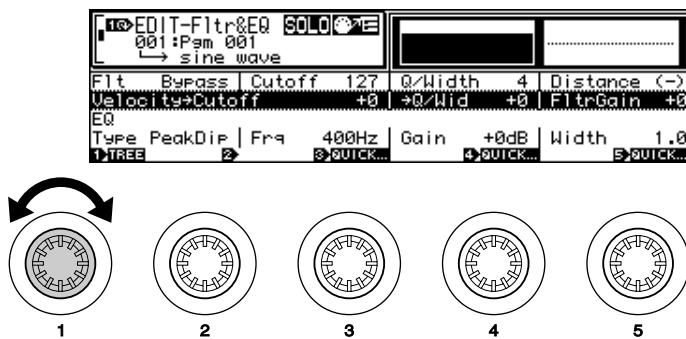 EDIT-Fltr&EQ SOLO
001:Pgm 001
sine wave
Flt Bypass Cutoff 127 Q/Width 4 Distance (-)
Velocity→Cutoff +0 →Q/Wid +0 FltrGain +0
EQ
Type PeakDip Frq 400Hz Gain +0dB Width 1.0
1 TREE 2 3 QUICK... 4 QUICK... 5 QUICK...
1 2 3 4 5